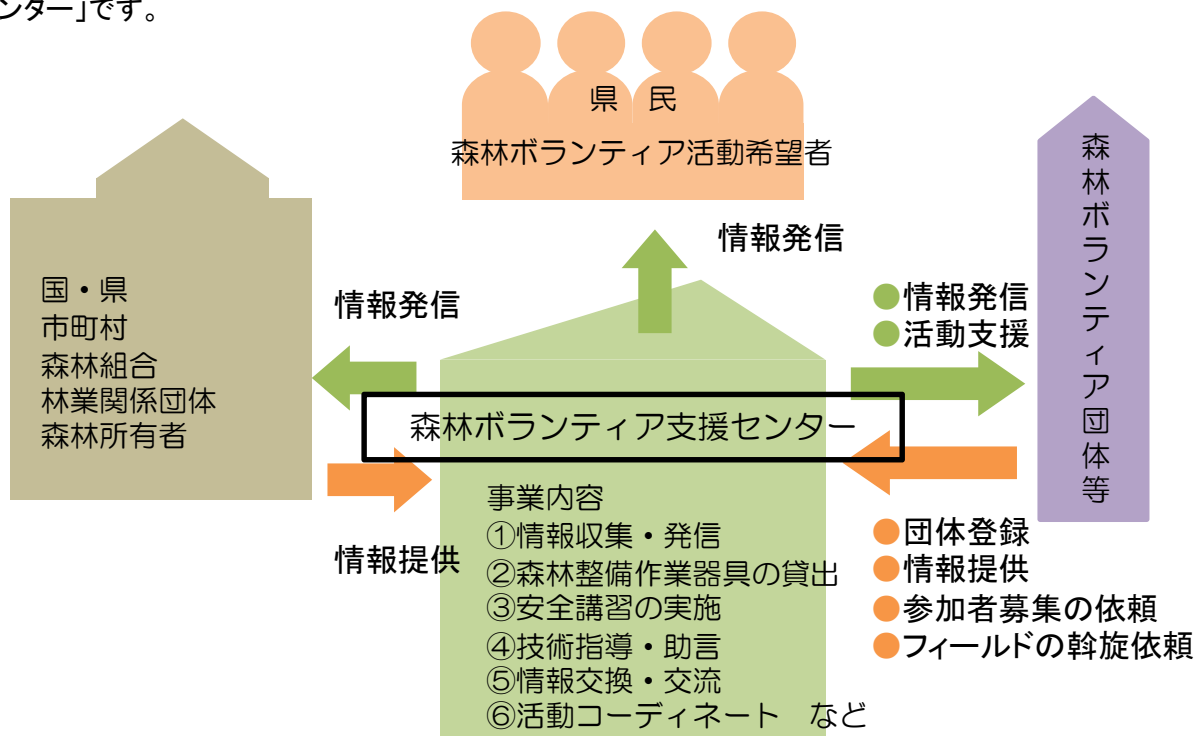 ンター」です。
県 民
森林ボランティア活動希望者
情報発信
国・県
市町村
森林組合
林業関係団体
森林所有者
情報発信
情報提供
●情報発信
●活動支援
森林ボランティア団体等
森林ボランティア支援センター
事業内容
①情報収集・発信
②森林整備作業器具の貸出
③安全講習の実施
④技術指導・助言
⑤情報交換・交流
⑥活動コーディネート など
●団体登録
●情報提供
●参加者募集の依頼
●フィールドの斡旋依頼